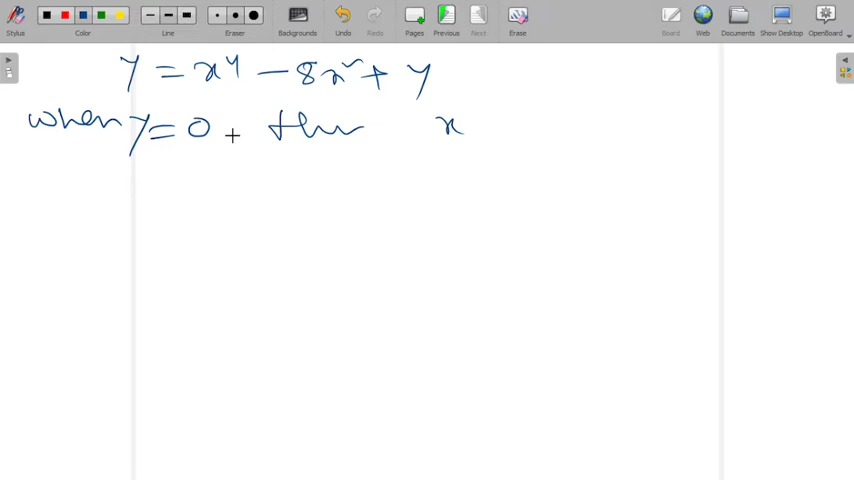 Stylus
Color
Line
Eraser
Backgrounds
Undo
Redo
Pages
Previous
Next
Erase
Board
Web
Documents
Show Desktop
OpenBoard
y = x⁴ - 8x² + y
when y = 0, then x